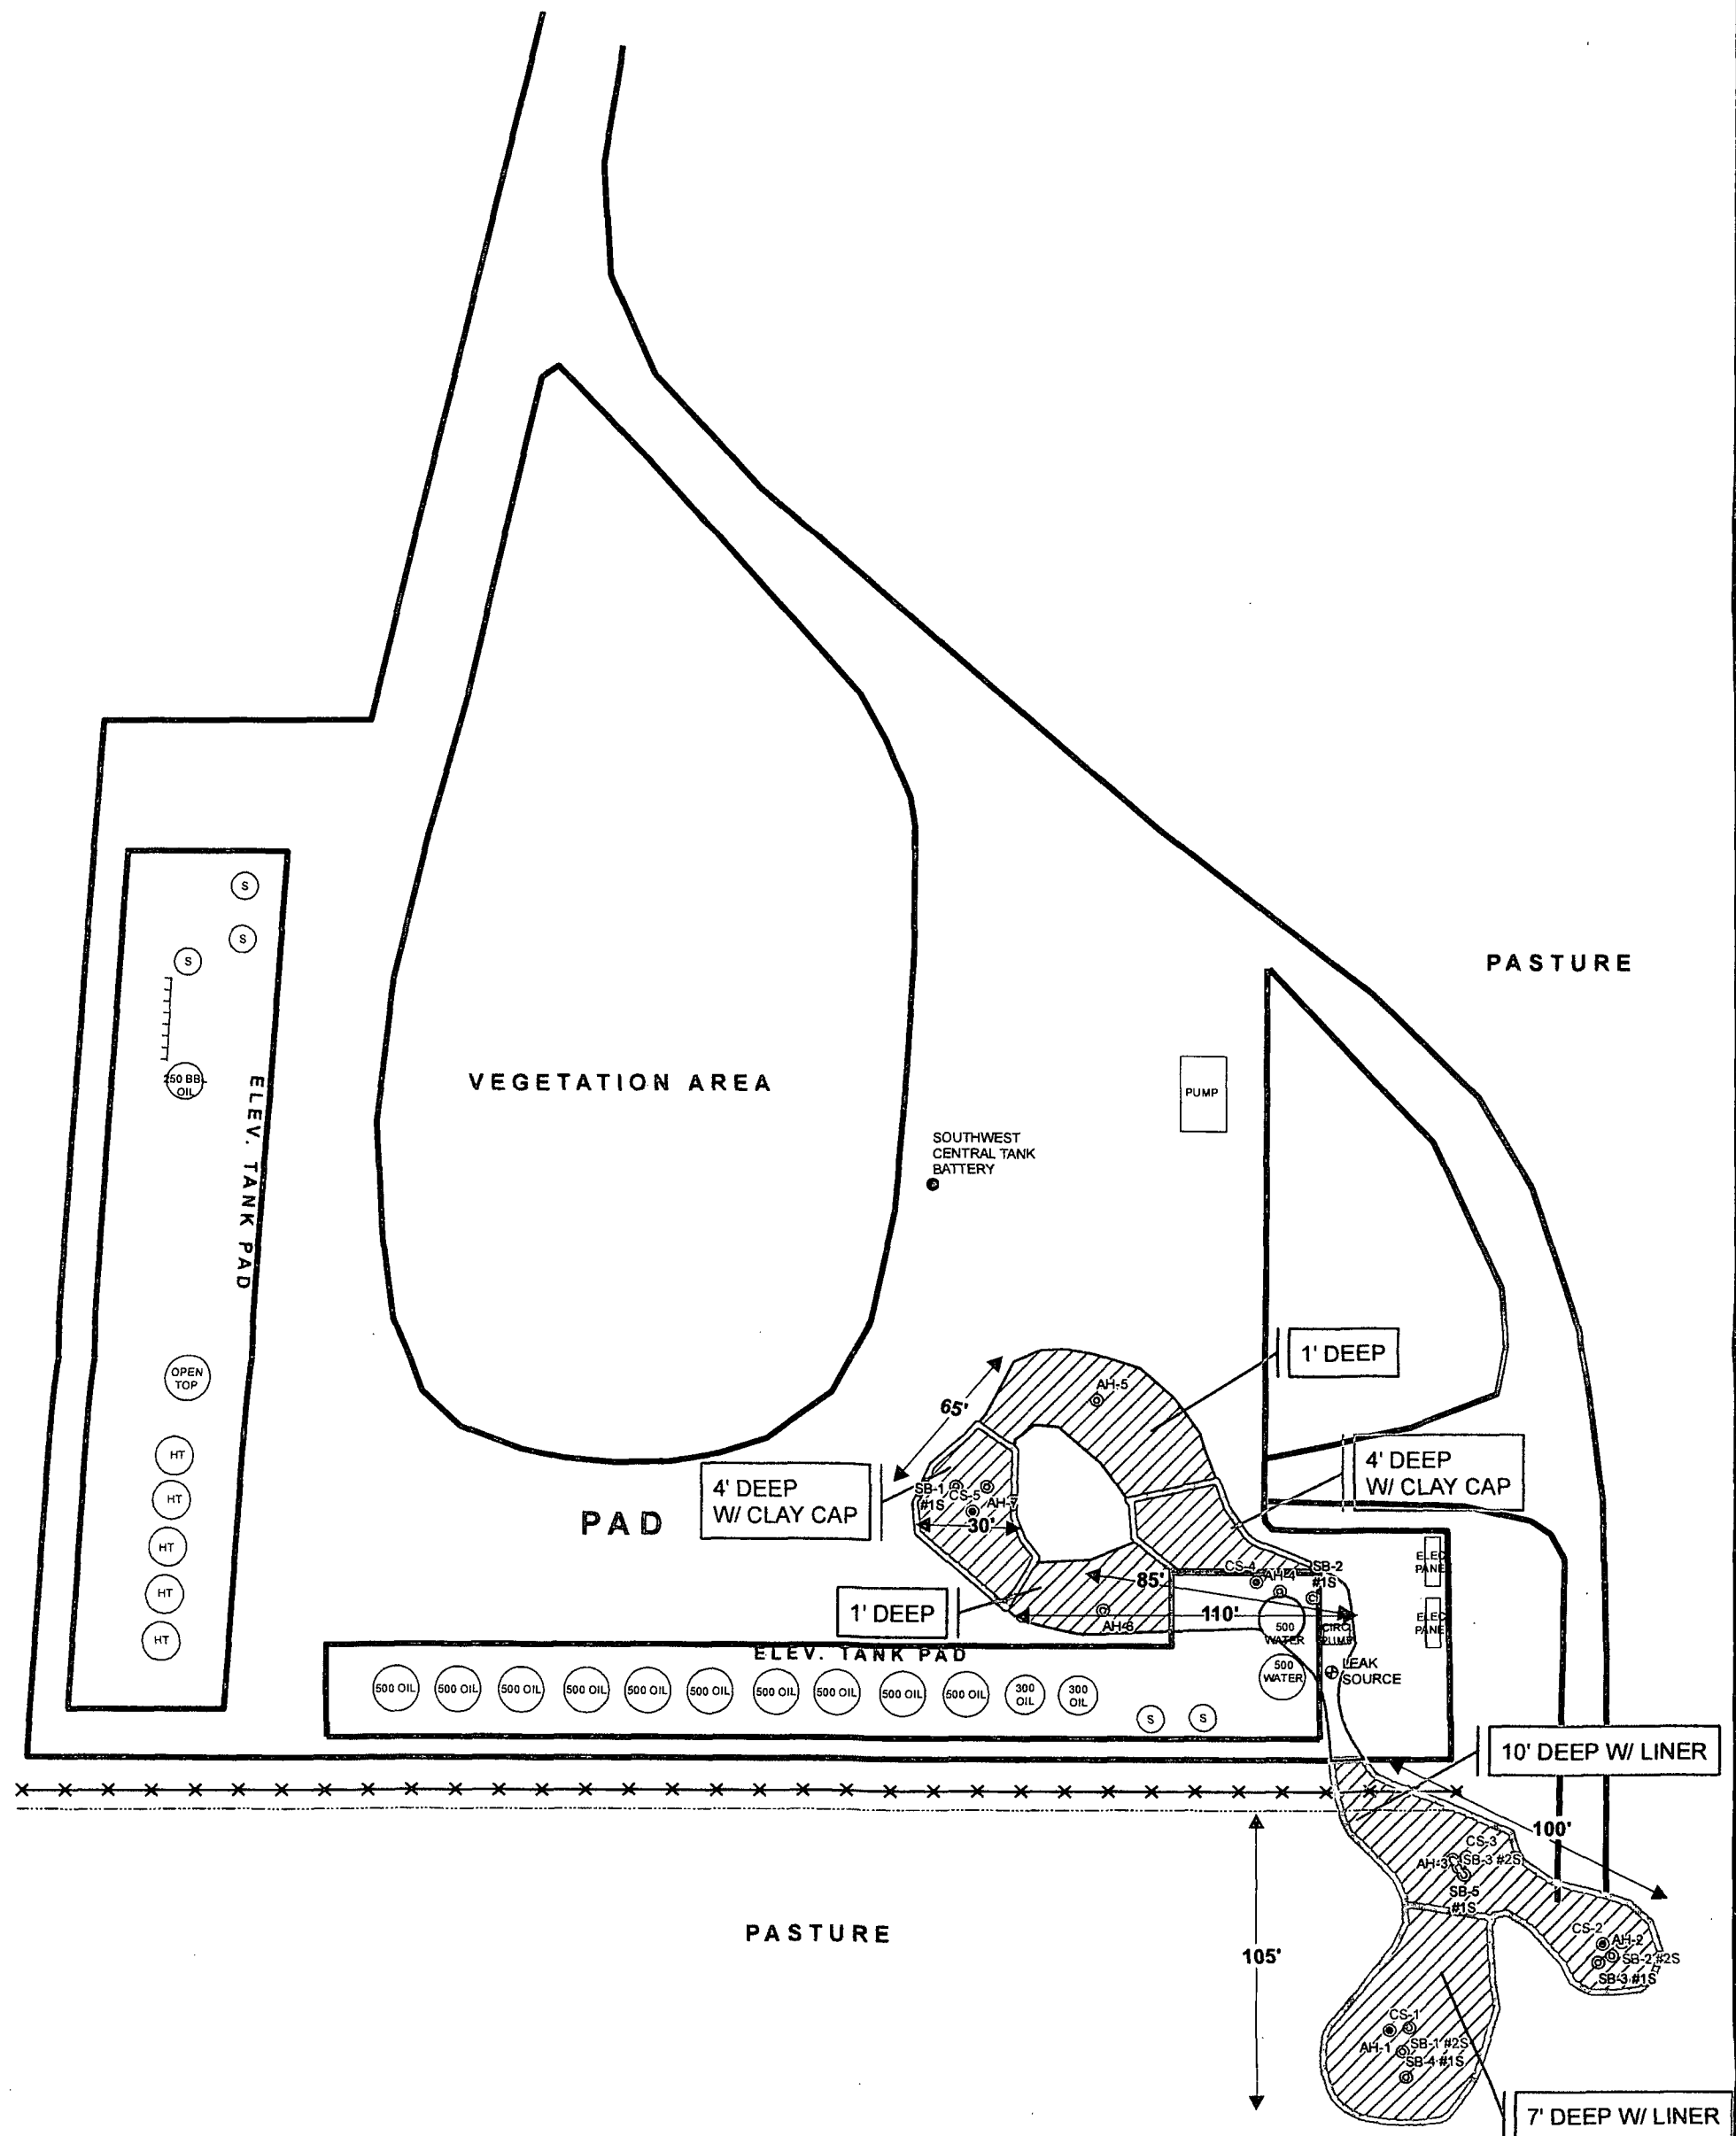 PASTURE
S
S
S
250 BBL
OIL
ELEV. TANK PAD
VEGETATION AREA
PUMP
SOUTHWEST
CENTRAL TANK
BATTERY
OPEN
TOP
HT
HT
HT
HT
HT
1' DEEP
AH-5
65'
4' DEEP
W/ CLAY CAP
4' DEEP
W/ CLAY CAP
SB-1
#1S
CS-5
AH-7
30'
PAD
ELEC
PANEL
CS-4
AH-4
SB-2
#1S
85'
1' DEEP
110'
AH-6
500
WATER
CIRC
PUMP
ELEC
PANEL
ELEV. TANK PAD
500
WATER
LEAK
SOURCE
500 OIL
500 OIL
500 OIL
500 OIL
500 OIL
500 OIL
500 OIL
500 OIL
500 OIL
500 OIL
300
OIL
300
OIL
S
S
10' DEEP W/ LINER
100'
CS-3
AH-3
SB-3 #2S
SB-5
#1S
PASTURE
105'
CS-2
AH-2
SB-2 #2S
SB-3 #1S
CS-1
AH-1
SB-1 #2S
SB-4 #1S
7' DEEP W/ LINER